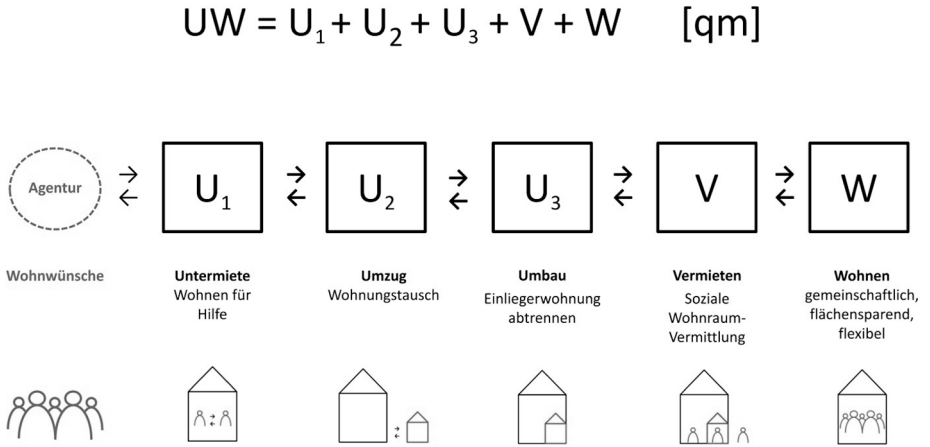 UW = U₁ + U₂ + U₃ + V + W [qm]
Agentur
U₁
U₂
U₃
V
W
Wohnwünsche
Untermiete
Wohnen für
Hilfe
Umzug
Wohnungstausch
Umbau
Einliegerwohnung
abtrennen
Vermieten
Soziale
Wohnraum-
Vermittlung
Wohnen
gemeinschaftlich,
flächensparend,
flexibel